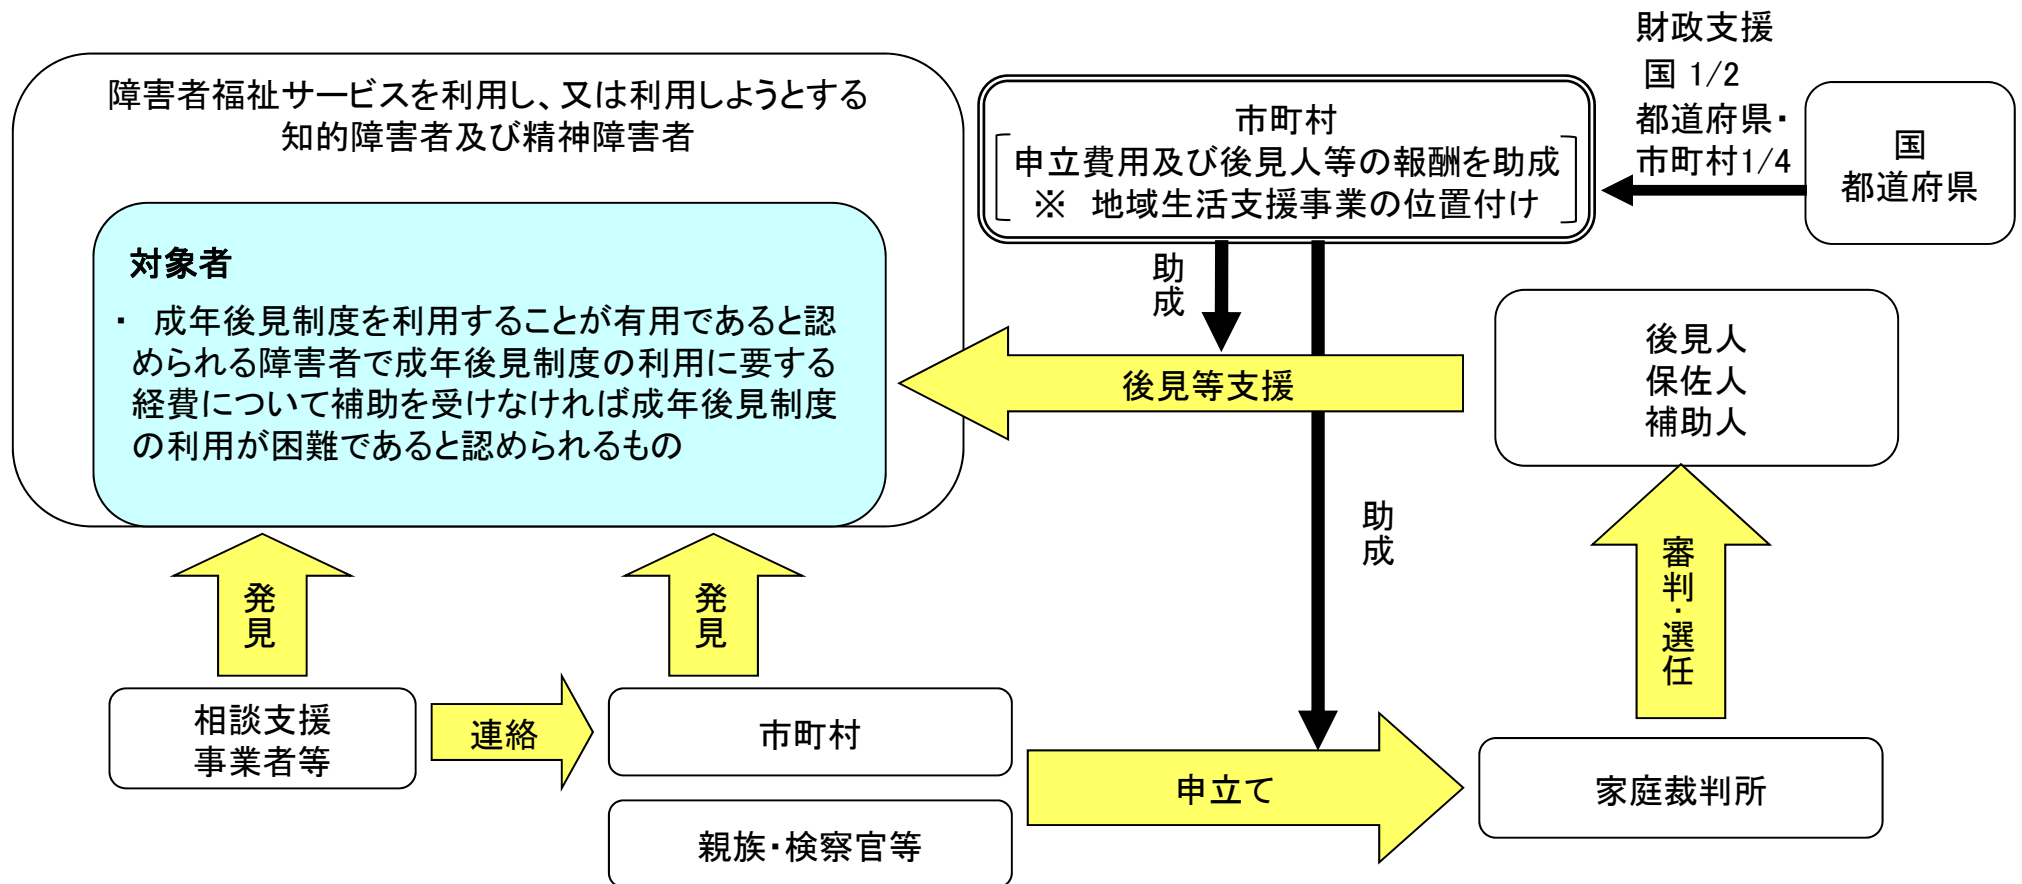 障害者福祉サービスを利用し、又は利用しようとする
知的障害者及び精神障害者
対象者
・ 成年後見制度を利用することが有用であると認
められる障害者で成年後見制度の利用に要する
経費について補助を受けなければ成年後見制度
の利用が困難であると認められるもの
市町村
申立費用及び後見人等の報酬を助成
※ 地域生活支援事業の位置付け
財政支援
国 1/2
都道府県・
市町村1/4
国
都道府県
助成
後見等支援
後見人
保佐人
補助人
助成
審判・選任
発見
発見
相談支援
事業者等
連絡
市町村
親族・検察官等
申立て
家庭裁判所